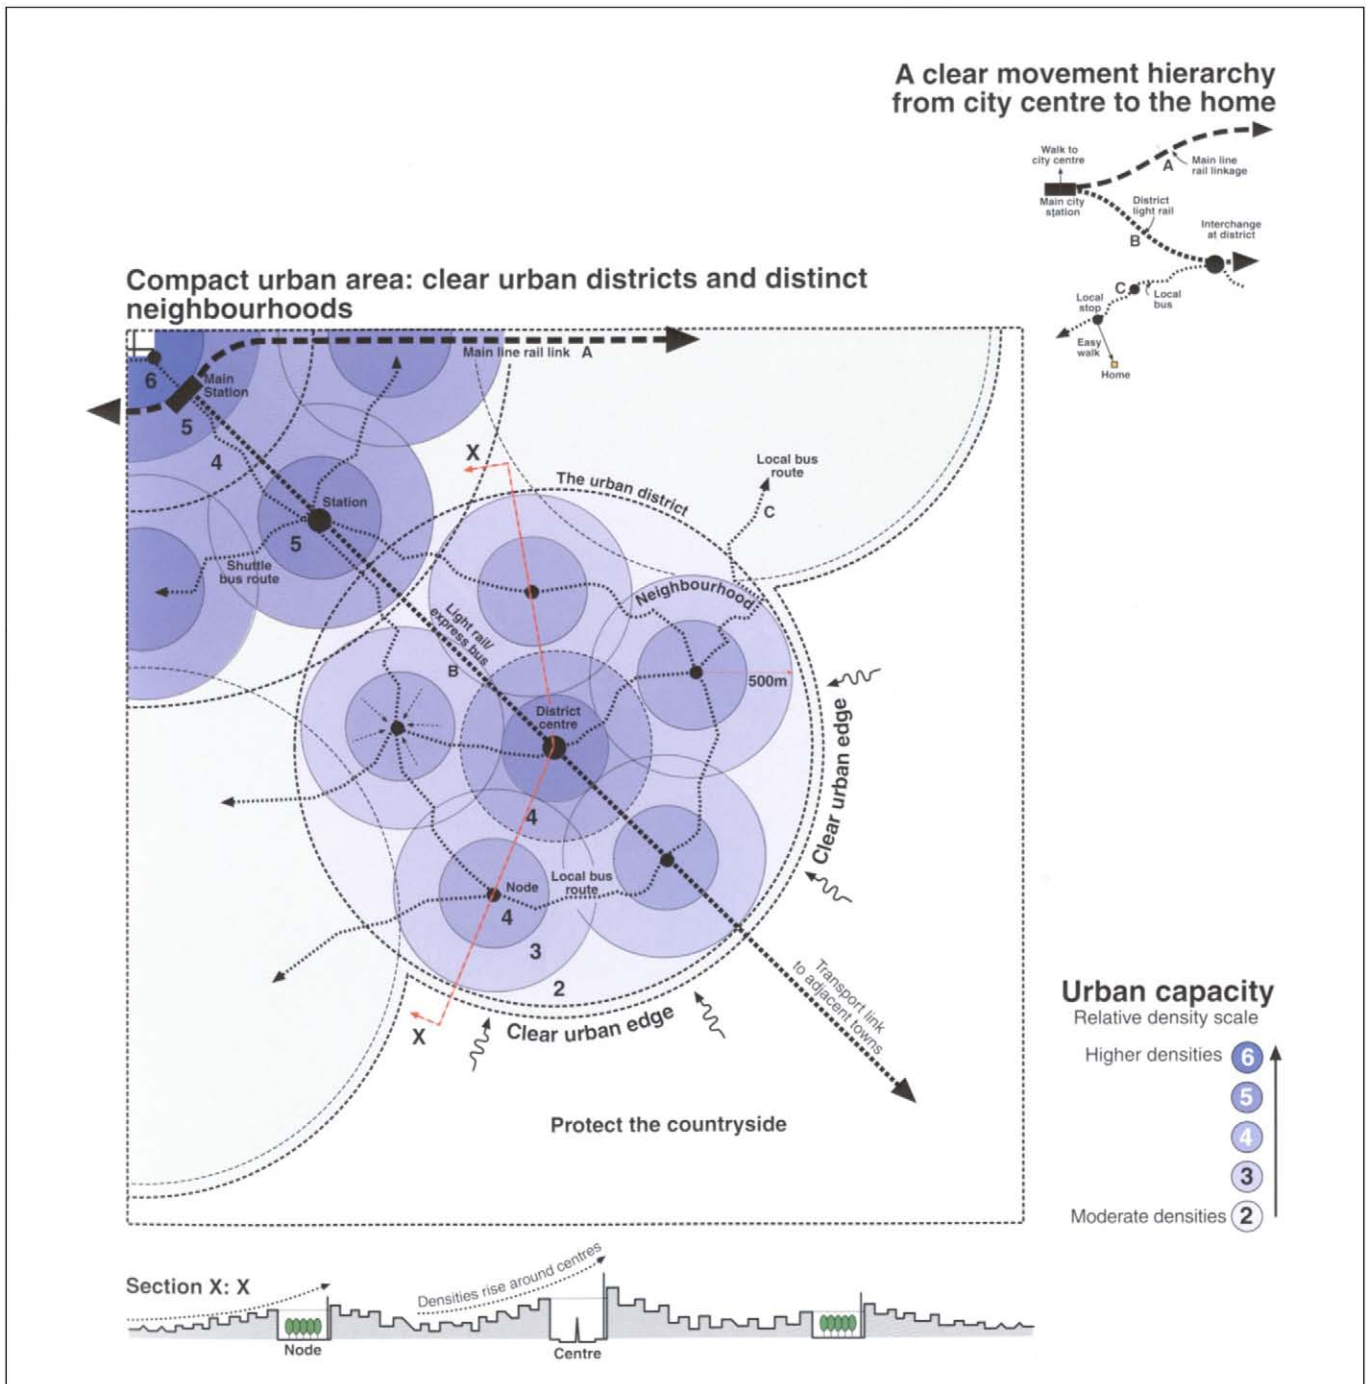 A clear movement hierarchy
from city centre to the home
Walk to
city centre
A
Main line
rail linkage
Main city
station
District
light rail
B
Interchange
at district
C
Local
bus
Local
stop
Easy
walk
Home
Compact urban area: clear urban districts and distinct
neighbourhoods
Main line rail link A
6
Main
Station
5
4
X
Local bus
route
C
The urban district
Station
5
Shuttle
bus route
Neighbourhood
Light rail/
express bus
B
500m
District
centre
Clear urban edge
4
Local bus
route
Node
4
3
2
Transport link
to adjacent towns
X
Clear urban edge
Protect the countryside
Urban capacity
Relative density scale
Higher densities 6
5
4
3
Moderate densities 2
Section X: X
Densities rise around centres
Node
Centre